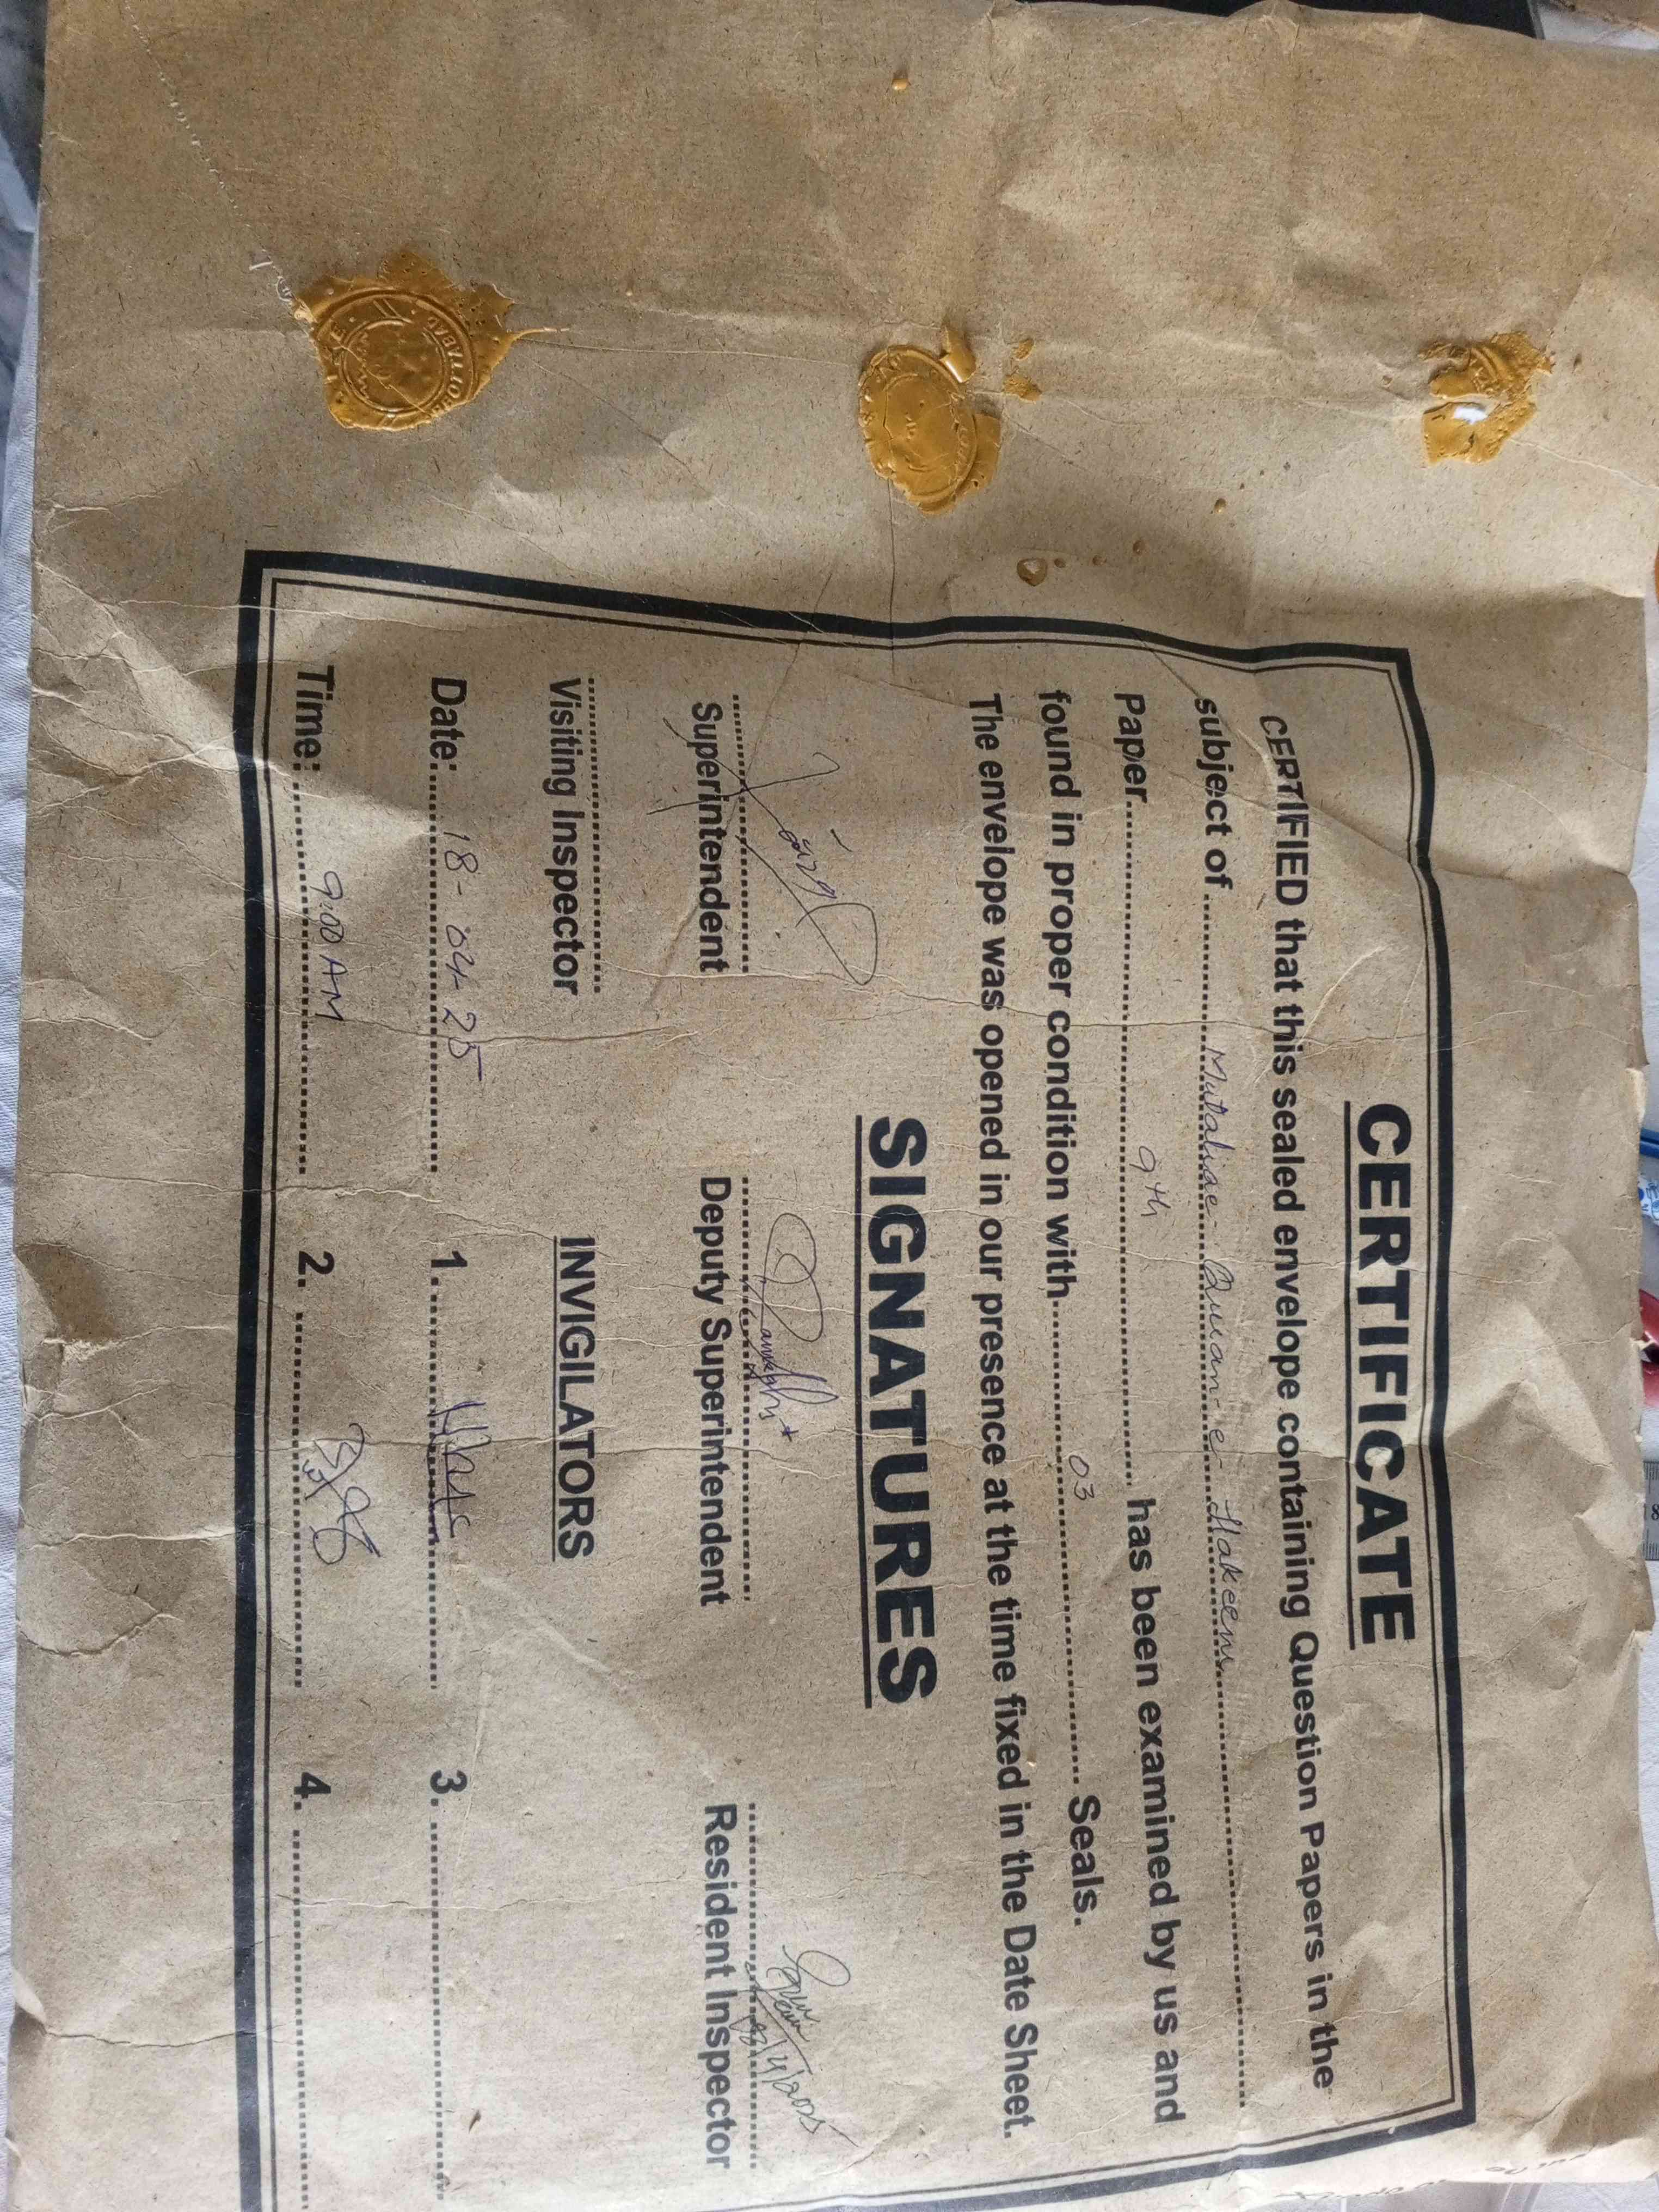 CERTIFICATE
CERTIFIED that this sealed envelope containing Question Papers in the
subject of Mutaliae Quran-e-Hakeem
Paper 9th has been examined by us and
found in proper condition with 03 Seals.
The envelope was opened in our presence at the time fixed in the Date Sheet.
SIGNATURES
Superintendent Deputy Superintendent Resident Inspector
Visiting Inspector INVIGILATORS
Date: 18-04-25 1. 3.
Time: 9:00 AM 2. 4.